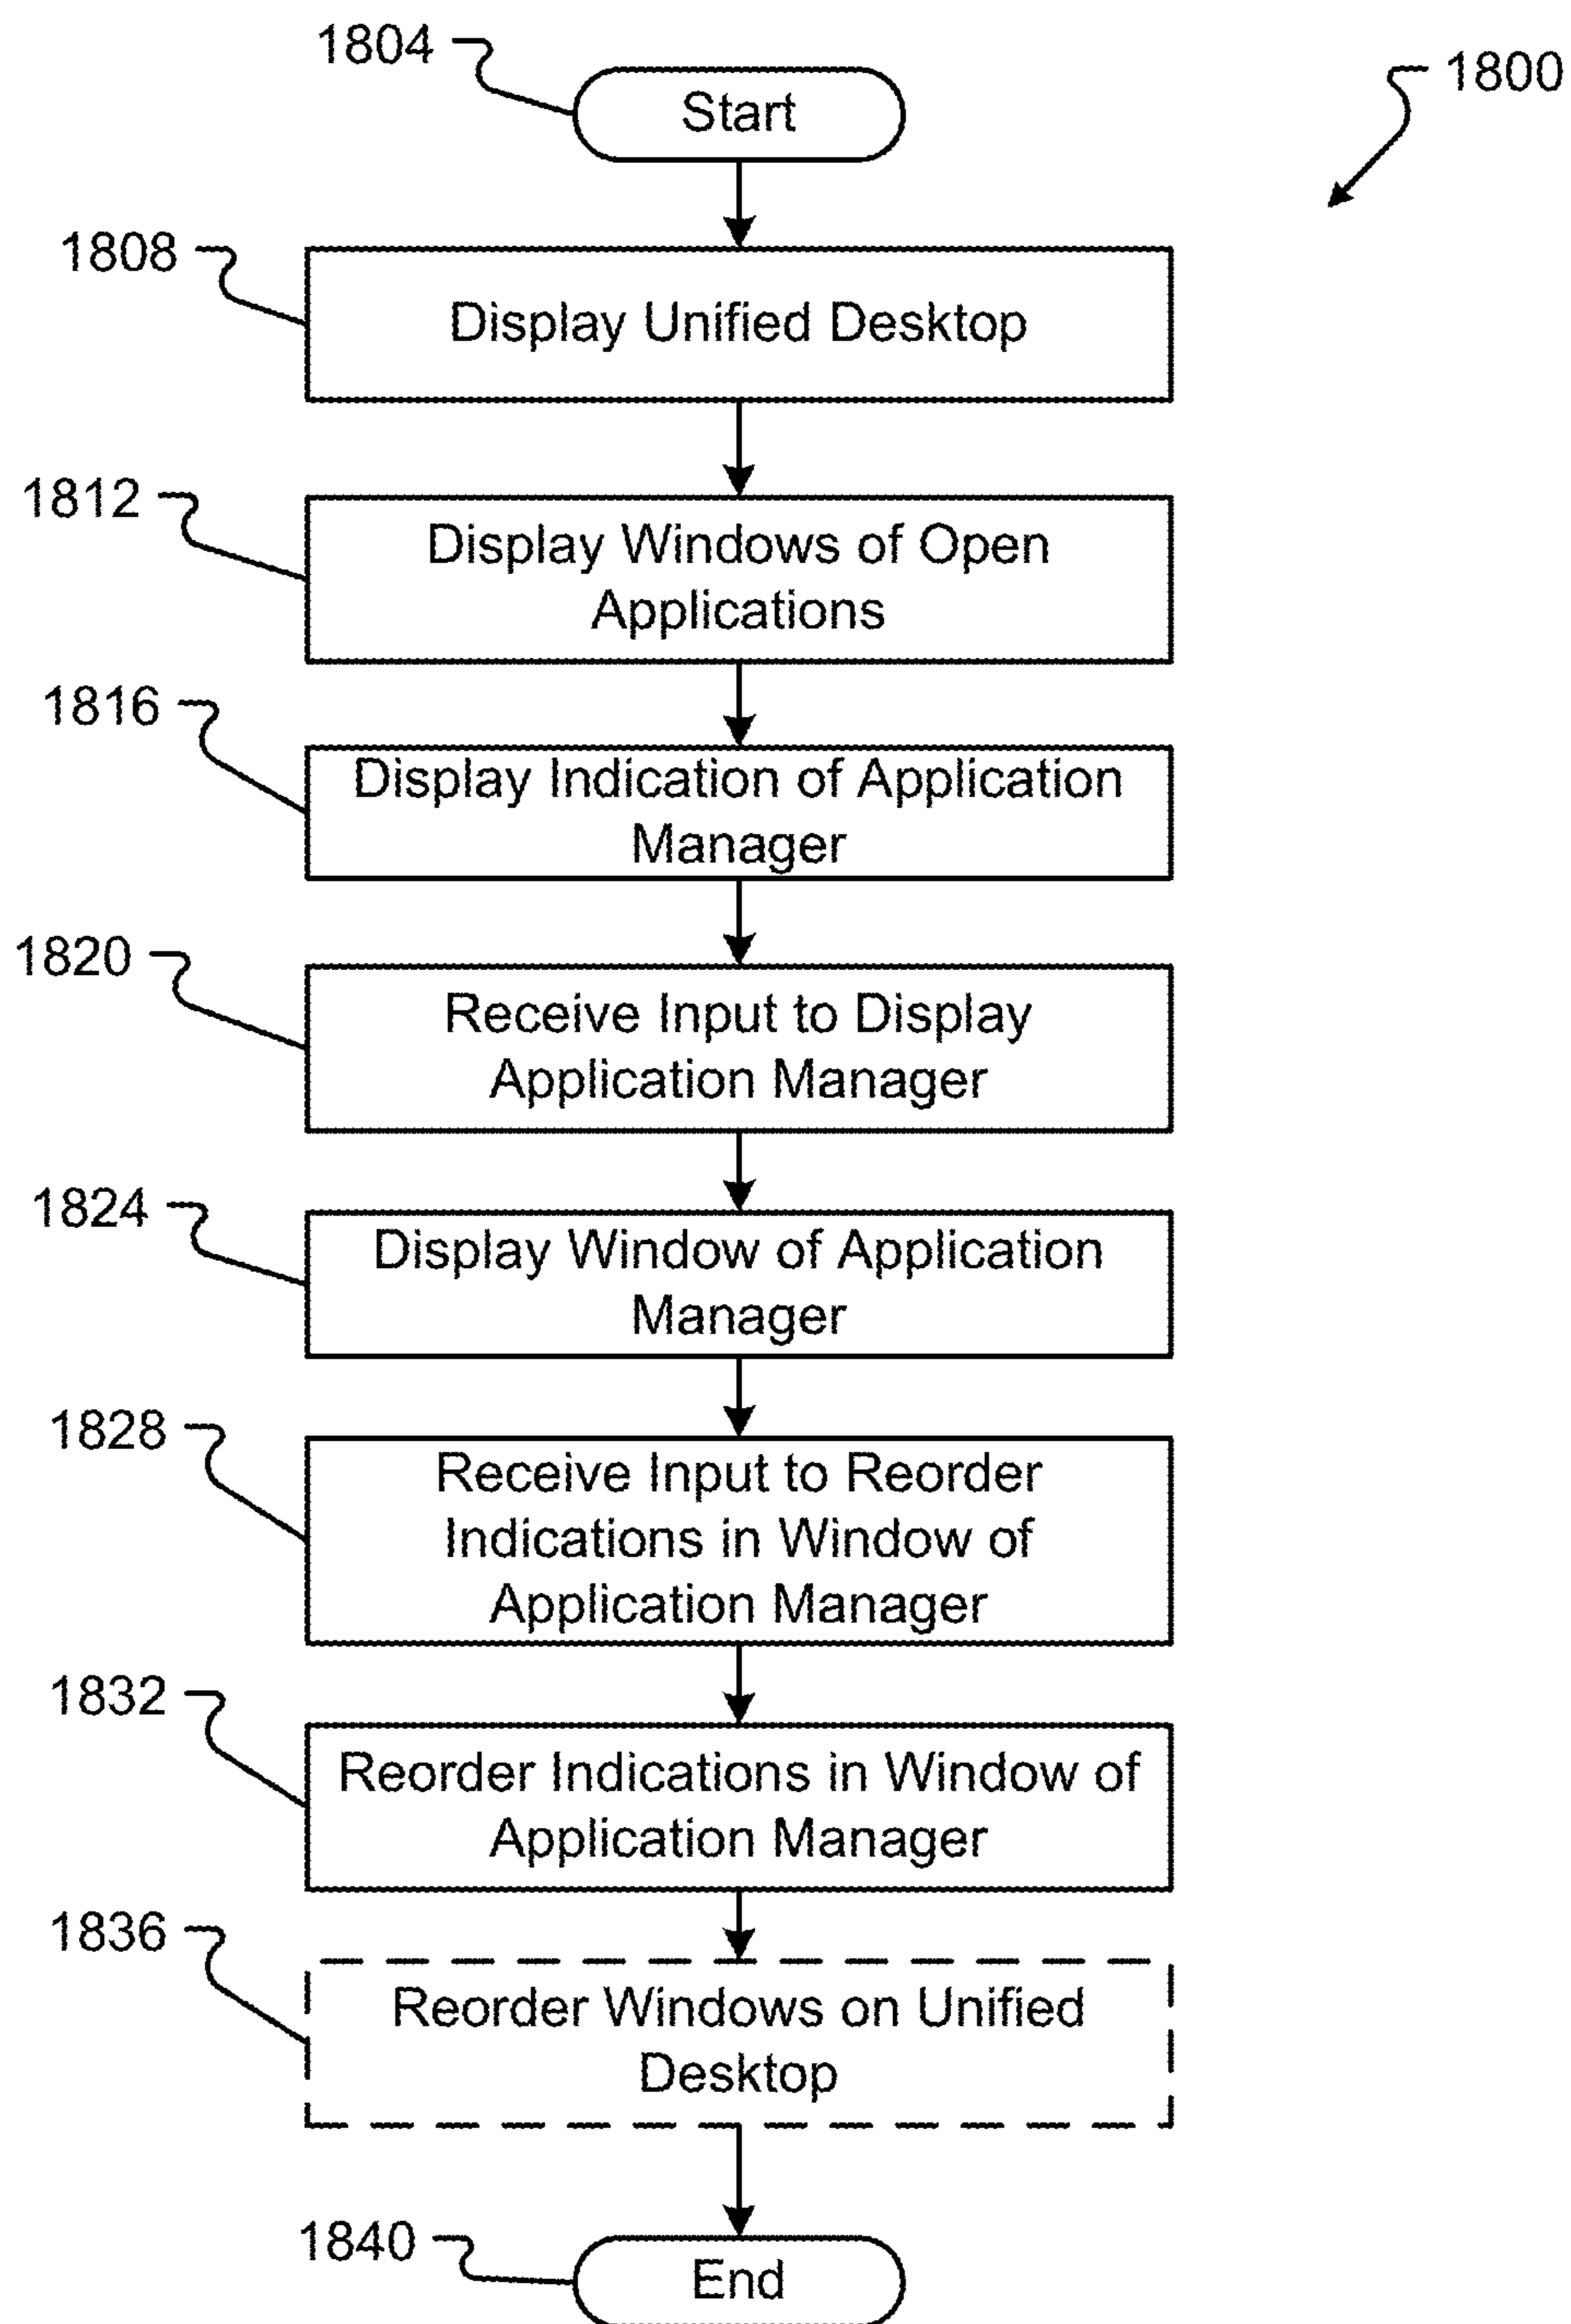 1804
1800
Start
1808
Display Unified Desktop
1812
Display Windows of Open
Applications
1816
Display Indication of Application
Manager
1820
Receive Input to Display
Application Manager
1824
Display Window of Application
Manager
1828
Receive Input to Reorder
Indications in Window of
Application Manager
1832
Reorder Indications in Window of
Application Manager
1836
Reorder Windows on Unified
Desktop
1840
End